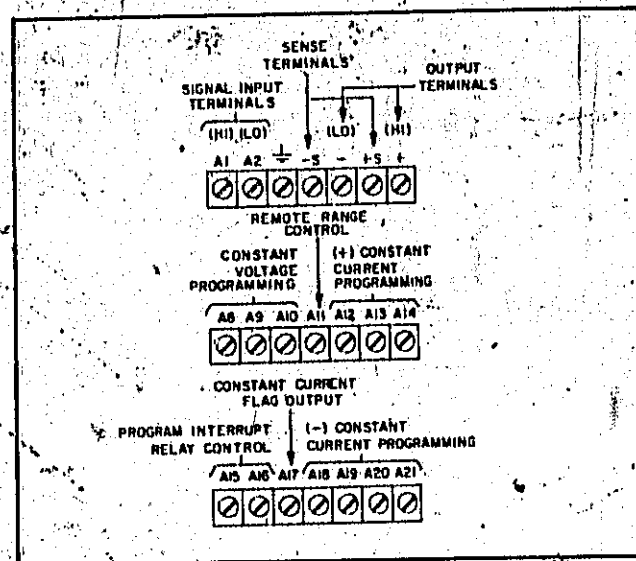 SENSE
TERMINALS
OUTPUT
TERMINALS
SIGNAL INPUT
TERMINALS
(HI) (LO) (LO) (HI)
A1 A2 -S - +S +
REMOTE RANGE
CONTROL
CONSTANT
VOLTAGE
PROGRAMMING
(+) CONSTANT
CURRENT
PROGRAMMING
A8 A9 A10 A11 A12 A13 A14
CONSTANT CURRENT
FLAG OUTPUT
PROGRAM INTERRUPT
RELAY CONTROL
(-) CONSTANT
CURRENT PROGRAMMING
A15 A16 A17 A18 A19 A20 A21